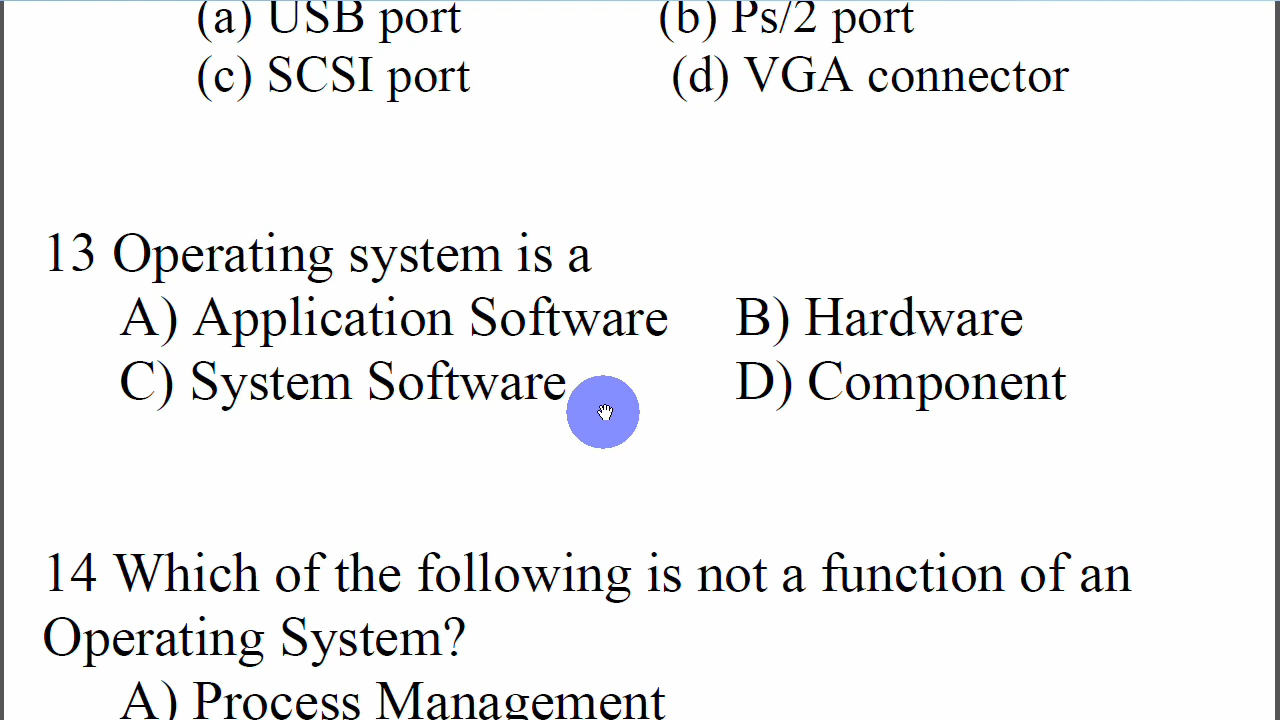 (a) USB port (b) Ps/2 port
(c) SCSI port (d) VGA connector
13 Operating system is a
A) Application Software B) Hardware
C) System Software D) Component
14 Which of the following is not a function of an
Operating System?
A) Process Management